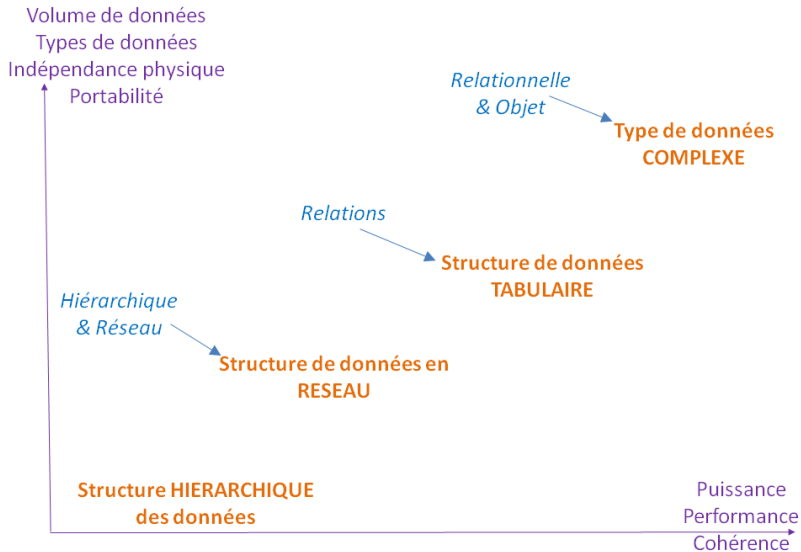 Volume de données
Types de données
Indépendance physique
Portabilité
Relationnelle
& Objet
Type de données
COMPLEXE
Relations
Structure de données
TABULAIRE
Hiérarchique
& Réseau
Structure de données en
RESEAU
Structure HIERARCHIQUE
des données
Puissance
Performance
Cohérence